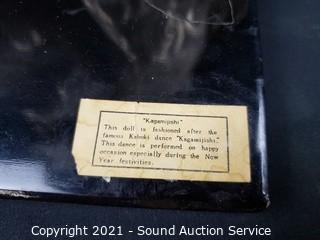 "Kagamijishi"
This doll is fashioned after the
famous Kabuki dance "Kagamijishi."
This dance is performed on happy
occasion especially during the New
Year festivities.
Copyright 2021 - Sound Auction Service